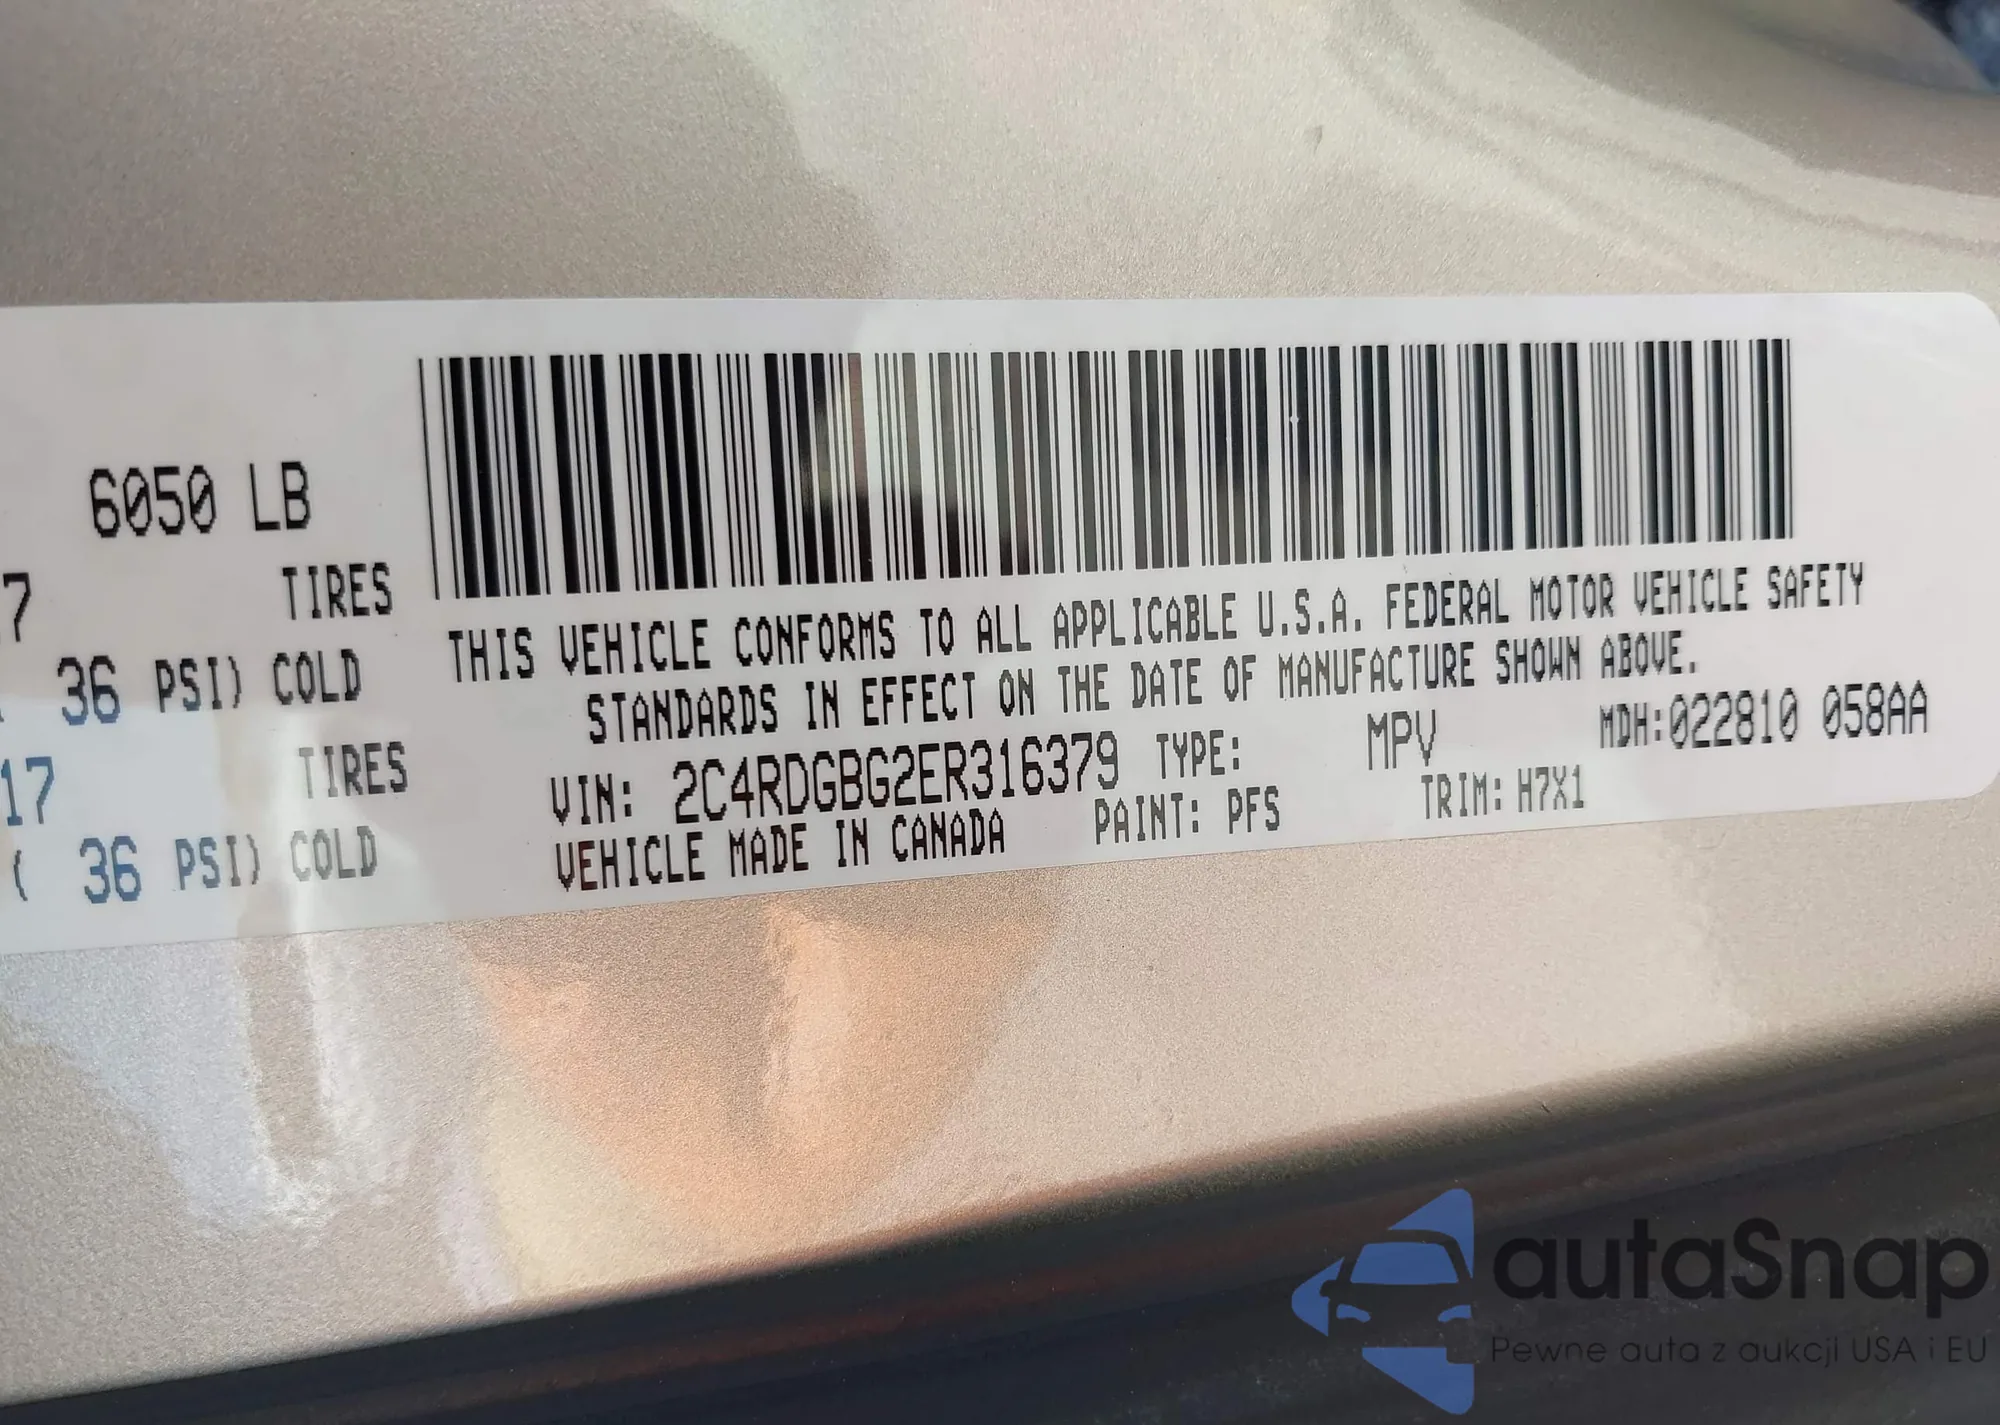 6050 LB
7 TIRES
36 PSI) COLD
17 TIRES
( 36 PSI) COLD
THIS VEHICLE CONFORMS TO ALL APPLICABLE U.S.A. FEDERAL MOTOR VEHICLE SAFETY
STANDARDS IN EFFECT ON THE DATE OF MANUFACTURE SHOWN ABOVE.
VIN: 2C4RDGBG2ER316379 TYPE: MPV MDH:022810 058AA
VEHICLE MADE IN CANADA PAINT: PFS TRIM: H7X1
autaSnap
Pewne auta z aukcji USA i EU